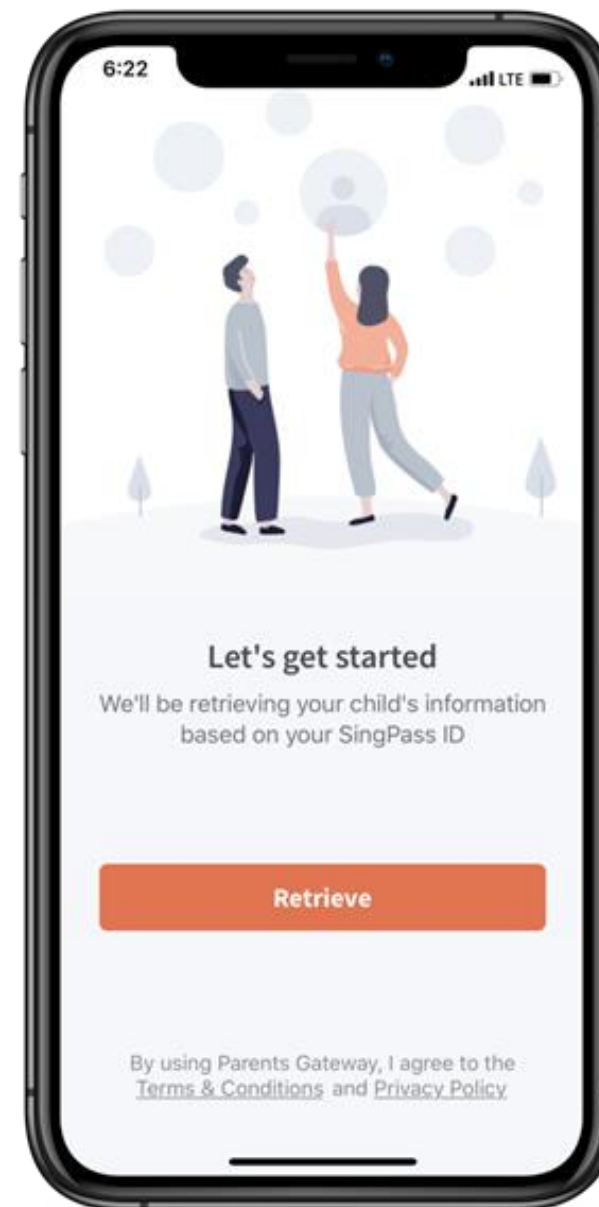 6:22
LTE
Let's get started
We'll be retrieving your child's information
based on your SingPass ID
Retrieve
By using Parents Gateway, I agree to the
Terms & Conditions and Privacy Policy